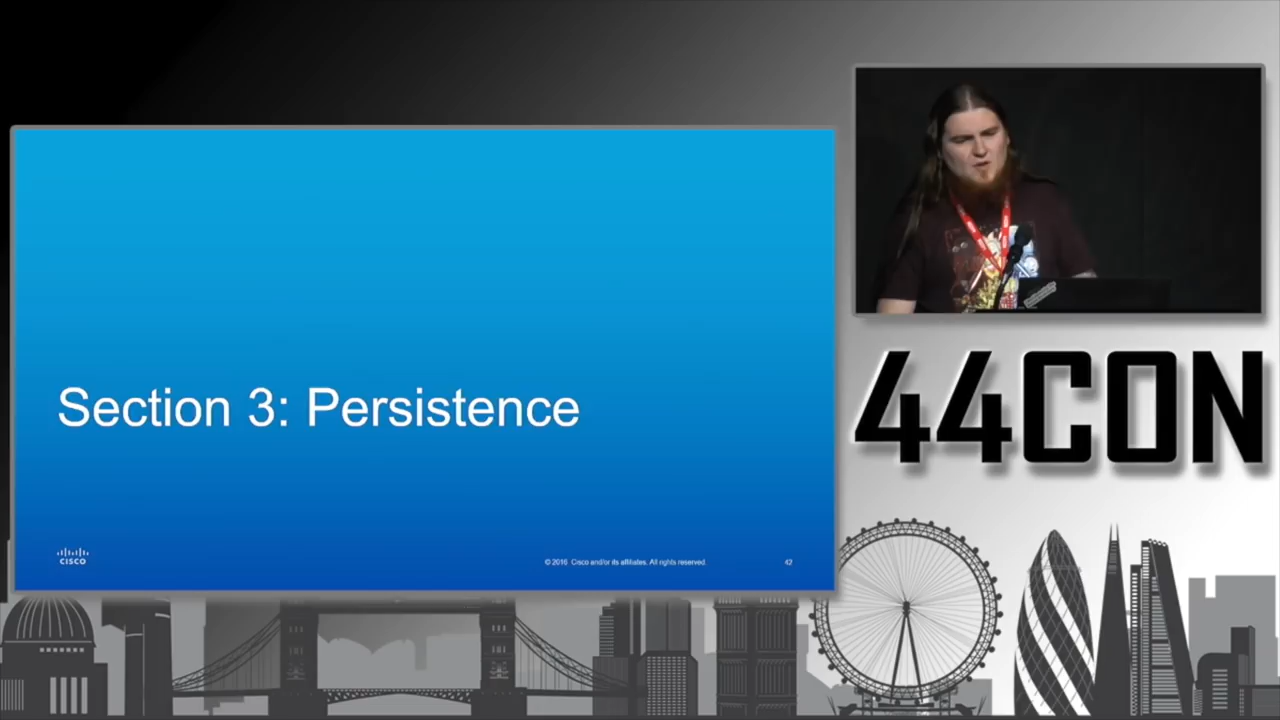 Section 3: Persistence
CISCO
© 2016 Cisco and/or its affiliates. All rights reserved.
42
44CON